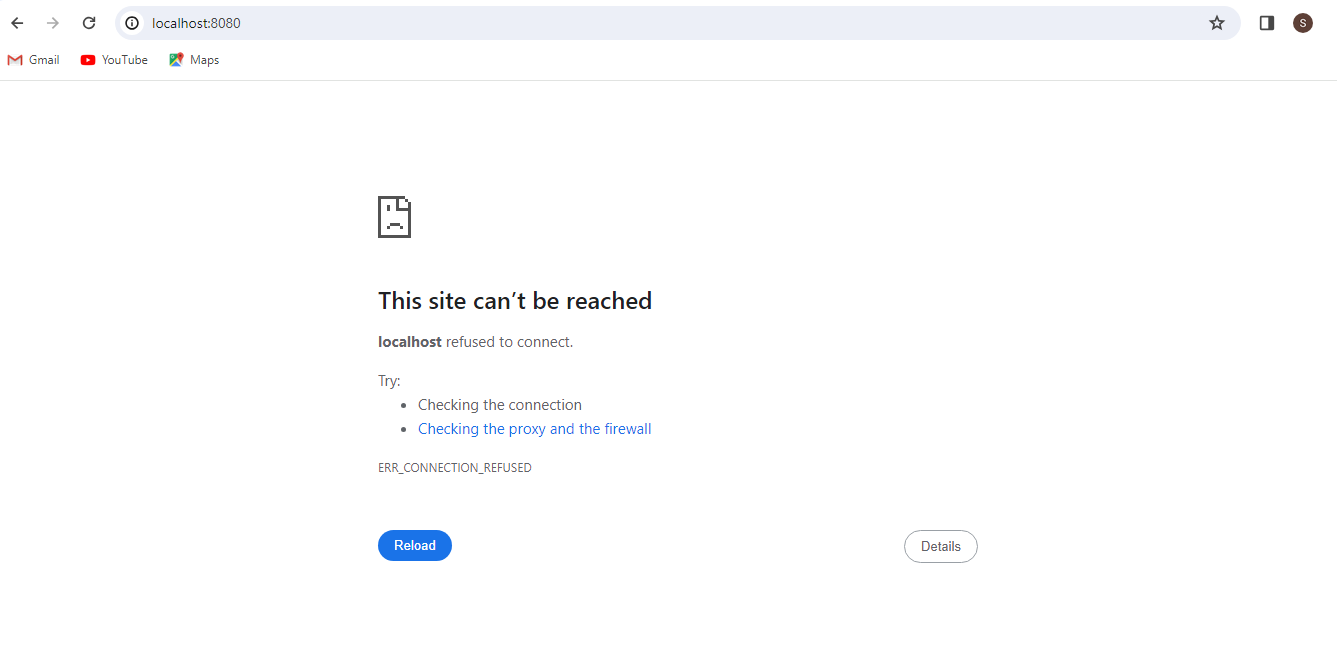 localhost:8080
S
Gmail YouTube Maps
This site can’t be reached
localhost refused to connect.
Try:
• Checking the connection
• Checking the proxy and the firewall
ERR_CONNECTION_REFUSED
Reload Details